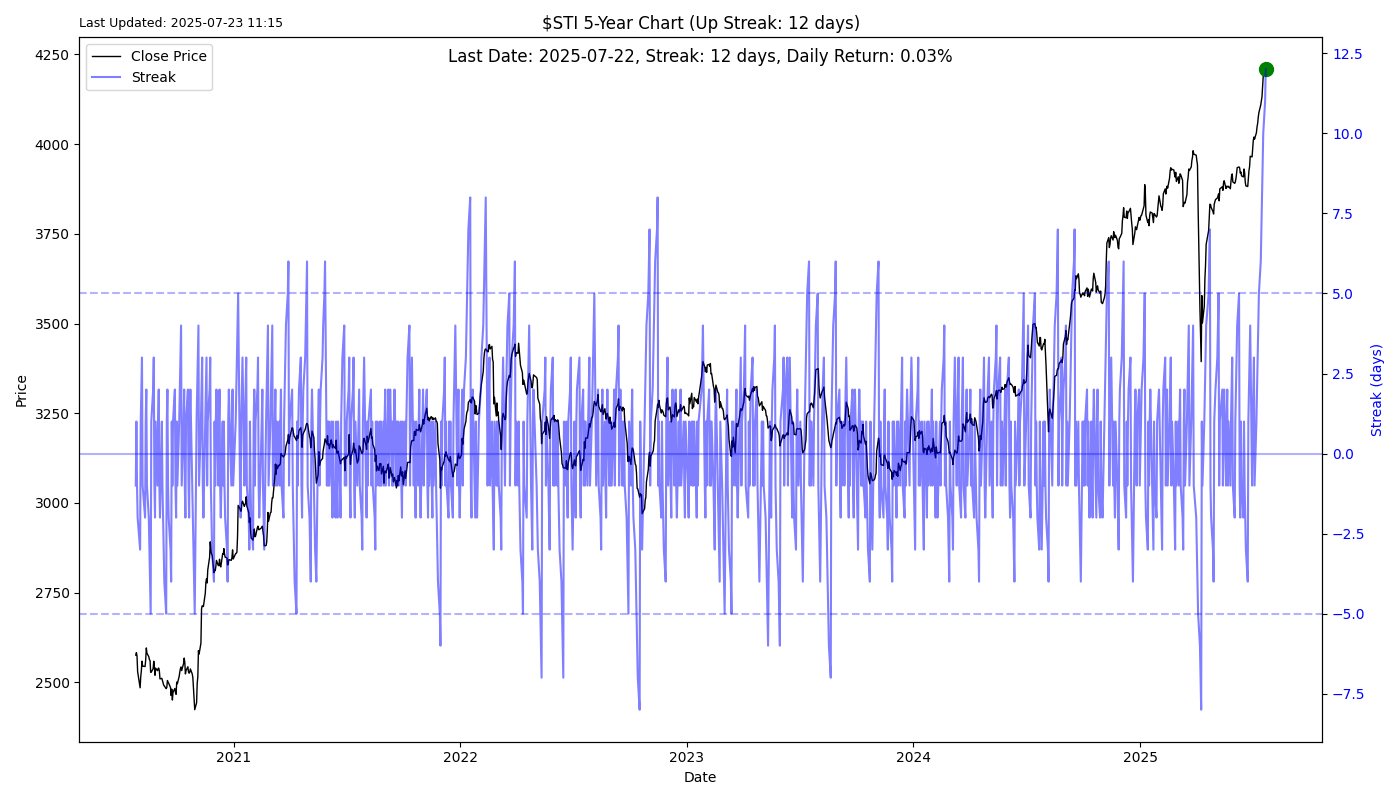 Last Updated: 2025-07-23 11:15
$STI 5-Year Chart (Up Streak: 12 days)
Last Date: 2025-07-22, Streak: 12 days, Daily Return: 0.03%
Close Price
Streak
4250
4000
3750
3500
3250
3000
2750
2500
Price
12.5
10.0
7.5
5.0
2.5
0.0
−2.5
−5.0
−7.5
Streak (days)
2021
2022
2023
2024
2025
Date